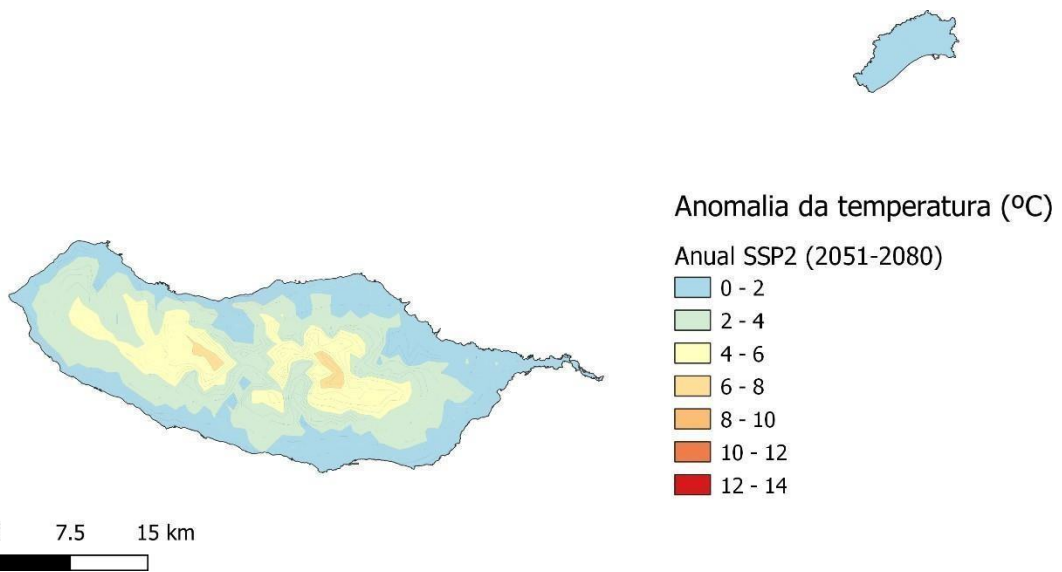 Anomalia da temperatura (ºC)
Anual SSP2 (2051-2080)
0 - 2
2 - 4
4 - 6
6 - 8
8 - 10
10 - 12
12 - 14
7.5 15 km